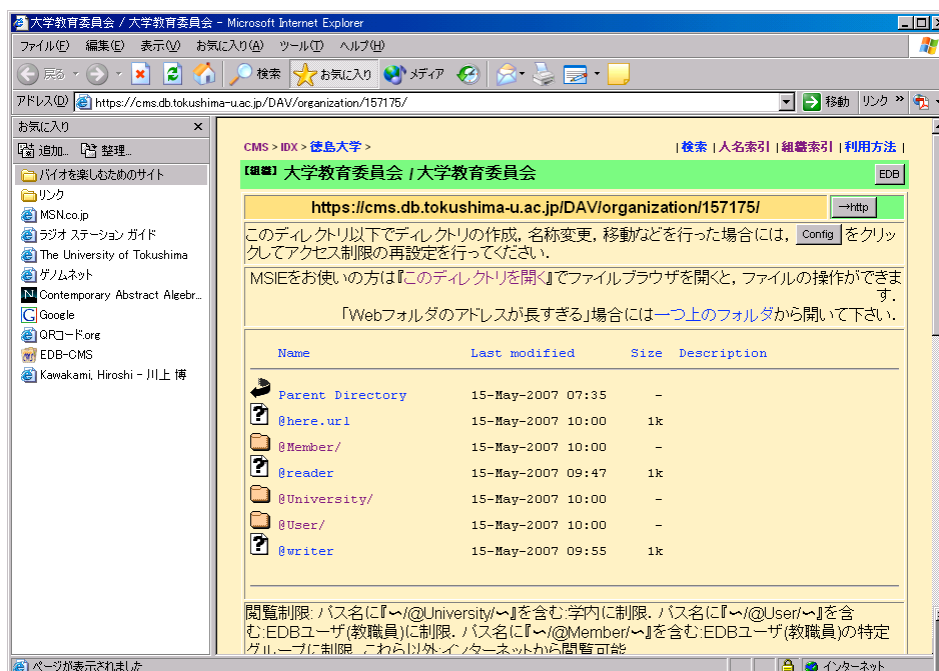 大学教育委員会 / 大学教育委員会 - Microsoft Internet Explorer
ファイル(F) 編集(E) 表示(V) お気に入り(A) ツール(T) ヘルプ(H)
戻る 検索 お気に入り メディア
アドレス(D) https://cms.db.tokushima-u.ac.jp/DAV/organization/157175/ 移動 リンク »
お気に入り ×
追加... 整理...
バイオを楽しむためのサイト
リンク
MSN.co.jp
ラジオ ステーション ガイド
The University of Tokushima
ゲノムネット
Contemporary Abstract Algebr...
Google
QRコード.org
EDB-CMS
Kawakami, Hiroshi - 川上 博
CMS > IDX > 徳島大学 > | 検索 | 人名索引 | 組織索引 | 利用方法 |
【組織】 大学教育委員会 / 大学教育委員会 EDB
https://cms.db.tokushima-u.ac.jp/DAV/organization/157175/ →http
このディレクトリ以下でディレクトリの作成, 名称変更, 移動などを行った場合には, Config をクリッ
クしてアクセス制限の再設定を行ってください.
MSIEをお使いの方は『このディレクトリを開く』でファイルブラウザを開くと, ファイルの操作ができま
す.
「Webフォルダのアドレスが長すぎる」場合には一つ上のフォルダから開いて下さい.
Name Last modified Size Description
Parent Directory 15-May-2007 07:35 -
@here.url 15-May-2007 10:00 1k
@Member/ 15-May-2007 10:00 -
@reader 15-May-2007 09:47 1k
@University/ 15-May-2007 10:00 -
@User/ 15-May-2007 10:00 -
@writer 15-May-2007 09:55 1k
閲覧制限: パス名に『〜/@University/〜』を含む:学内に制限. パス名に『〜/@User/〜』を含
む:EDBユーザ(教職員)に制限. パス名に『〜/@Member/〜』を含む:EDBユーザ(教職員)の特定
グループに制限. これら以外:インターネットから閲覧可能
ページが表示されました インターネット